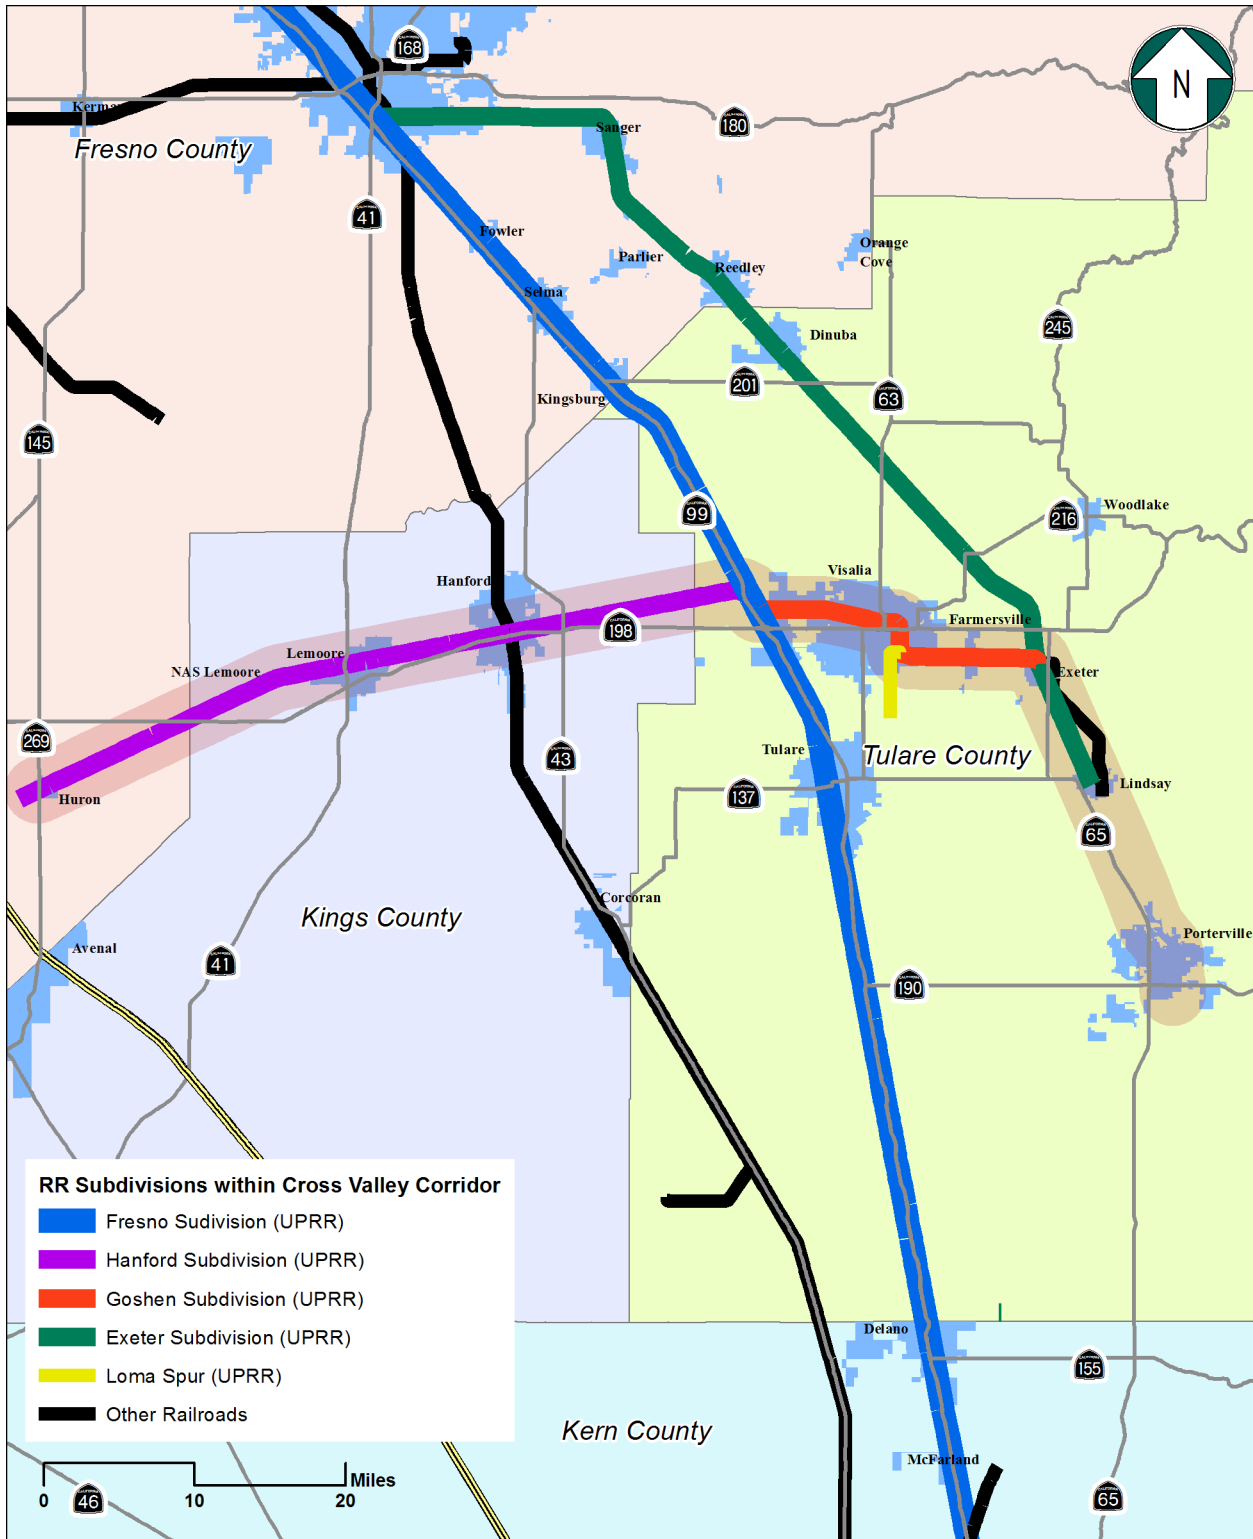 168
N
Kerma
Sanger
180
Fresno County
41
Fowler
Orange
Cove
Parlier
Reedley
Selma
245
Dinuba
201
63
Kingsburg
145
99
216
Woodlake
Hanford
Visalia
198
Farmersville
Lemoore
NAS Lemoore
Exeter
269
Tulare
Tulare County
43
Lindsay
Huron
137
65
Corcoran
Kings County
Porterville
Avenal
41
190
RR Subdivisions within Cross Valley Corridor
Fresno Sudivision (UPRR)
Hanford Subdivision (UPRR)
Goshen Subdivision (UPRR)
Exeter Subdivision (UPRR)
Loma Spur (UPRR)
Other Railroads
Delano
155
Kern County
McFarland
Miles
0 10 20
46
65